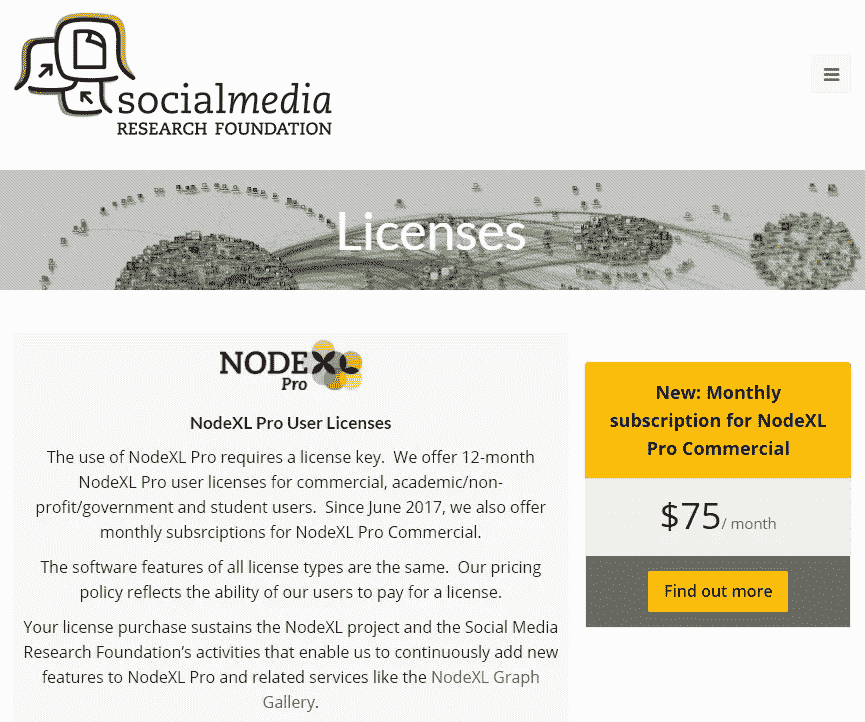 socialmedia
RESEARCH FOUNDATION
Licenses
NODEXL
Pro
NodeXL Pro User Licenses
The use of NodeXL Pro requires a license key.  We offer 12-month
NodeXL Pro user licenses for commercial, academic/non-
profit/government and student users.  Since June 2017, we also offer
monthly subsrciptions for NodeXL Pro Commercial.
The software features of all license types are the same.  Our pricing
policy reflects the ability of our users to pay for a license.
Your license purchase sustains the NodeXL project and the Social Media
Research Foundation’s activities that enable us to continuously add new
features to NodeXL Pro and related services like the NodeXL Graph
Gallery.
New: Monthly
subscription for NodeXL
Pro Commercial
$75/ month
Find out more